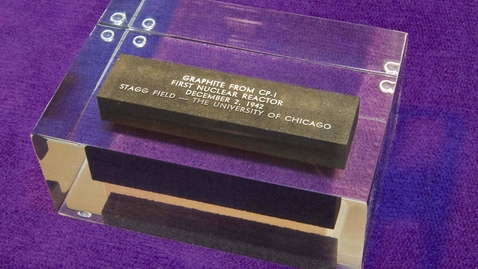 GRAPHITE FROM CP-1
FIRST NUCLEAR REACTOR
DECEMBER 2, 1942
STAGG FIELD — THE UNIVERSITY OF CHICAGO